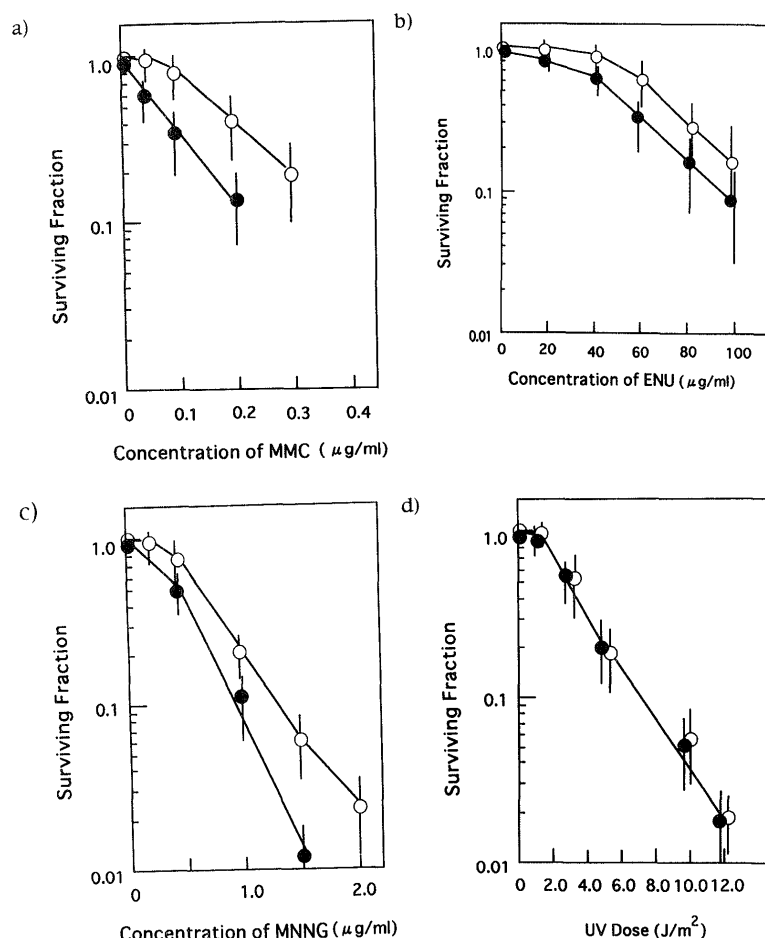 a)
Surviving Fraction
1.0
0.1
0.01
0 0.1 0.2 0.3 0.4
Concentration of MMC ( μg/ml)
b)
Surviving Fraction
1.0
0.1
0.01
0 20 40 60 80 100
Concentration of ENU (μg/ml)
c)
Surviving Fraction
1.0
0.1
0.01
0 1.0 2.0
Concentration of MNNG (μg/ml)
d)
Surviving Fraction
1.0
0.1
0.01
0 2.0 4.0 6.0 8.0 10.0 12.0
UV Dose (J/m²)